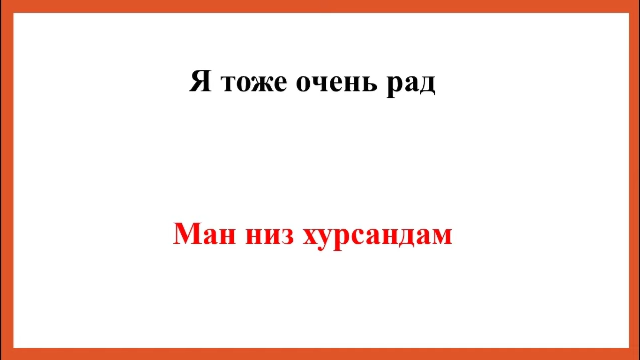 Я тоже очень рад
Ман низ хурсандам